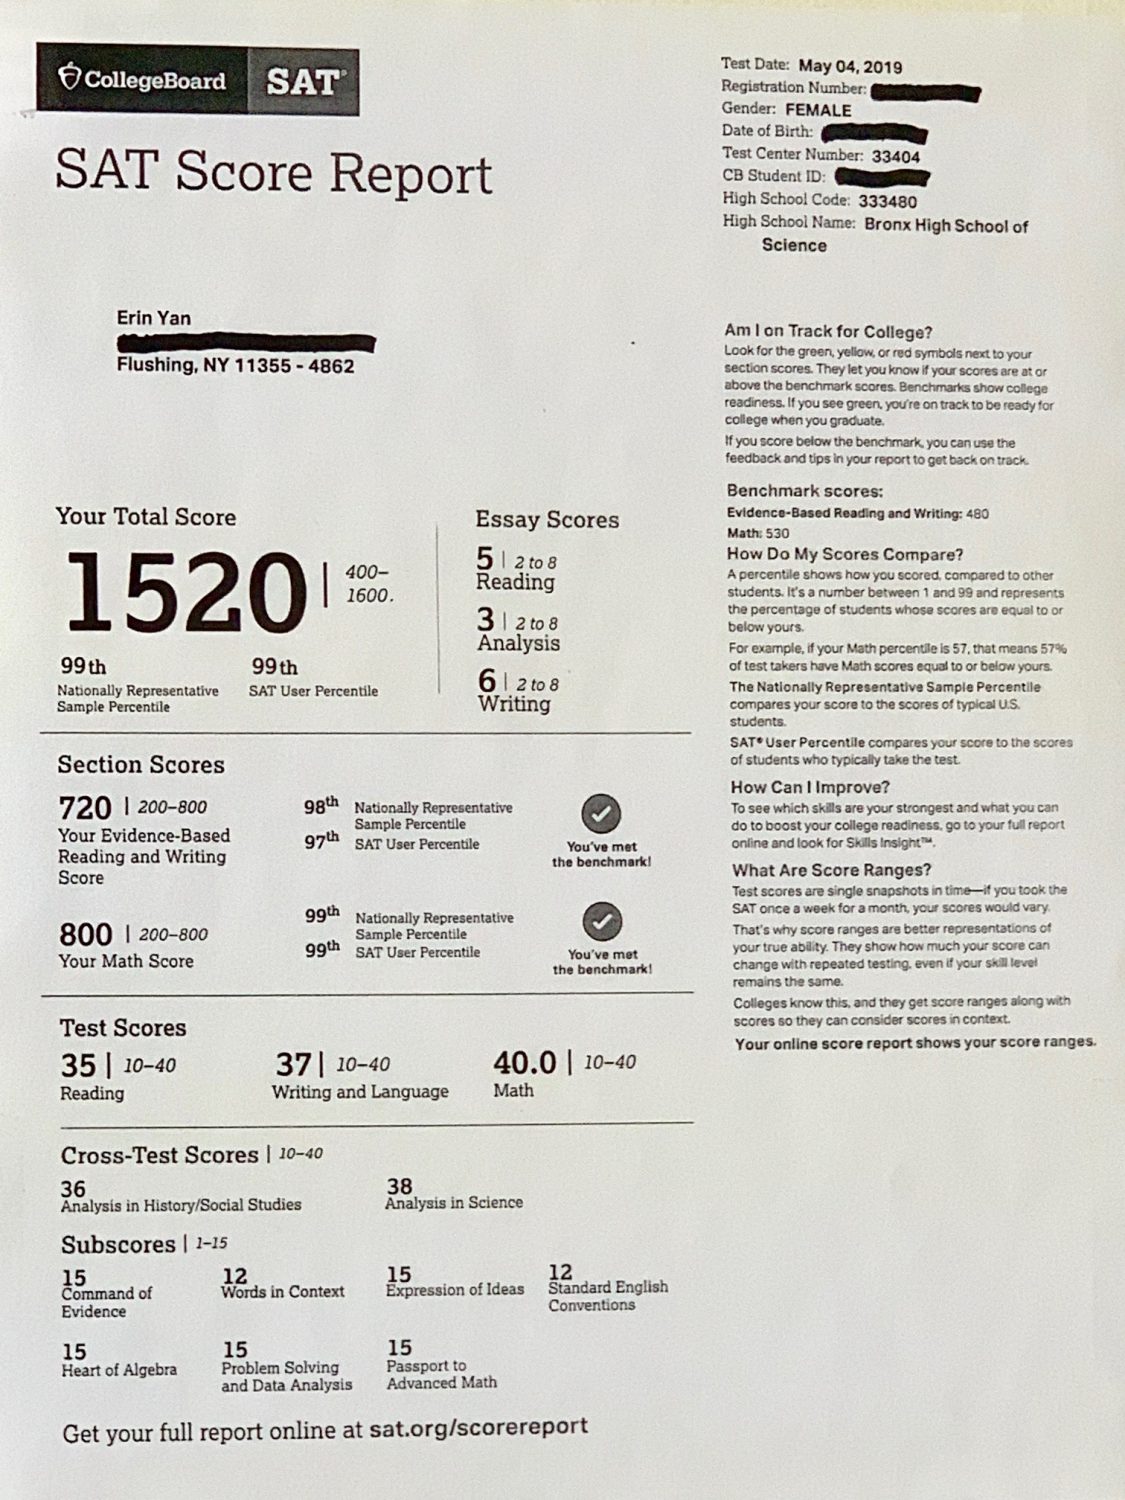 CollegeBoard SAT®
SAT Score Report
Test Date: May 04, 2019
Registration Number:
Gender: FEMALE
Date of Birth:
Test Center Number: 33404
CB Student ID:
High School Code: 333480
High School Name: Bronx High School of
Science
Erin Yan
Flushing, NY 11355 - 4862
Your Total Score
1520 | 400–
1600.
99th
Nationally Representative
Sample Percentile
99th
SAT User Percentile
Essay Scores
5 | 2 to 8
Reading
3 | 2 to 8
Analysis
6 | 2 to 8
Writing
Section Scores
720 | 200–800
Your Evidence-Based
Reading and Writing
Score
98th Nationally Representative
Sample Percentile
97th SAT User Percentile
You've met
the benchmark!
800 | 200–800
Your Math Score
99th Nationally Representative
Sample Percentile
99th SAT User Percentile
You've met
the benchmark!
Test Scores
35 | 10–40
Reading
37 | 10–40
Writing and Language
40.0 | 10–40
Math
Cross-Test Scores | 10–40
36
Analysis in History/Social Studies
38
Analysis in Science
Subscores | 1–15
15
Command of
Evidence
12
Words in Context
15
Expression of Ideas
12
Standard English
Conventions
15
Heart of Algebra
15
Problem Solving
and Data Analysis
15
Passport to
Advanced Math
Get your full report online at sat.org/scorereport
Am I on Track for College?
Look for the green, yellow, or red symbols next to your
section scores. They let you know if your scores are at or
above the benchmark scores. Benchmarks show college
readiness. If you see green, you're on track to be ready for
college when you graduate.
If you score below the benchmark, you can use the
feedback and tips in your report to get back on track.
Benchmark scores:
Evidence-Based Reading and Writing: 480
Math: 530
How Do My Scores Compare?
A percentile shows how you scored, compared to other
students. It's a number between 1 and 99 and represents
the percentage of students whose scores are equal to or
below yours.
For example, if your Math percentile is 57, that means 57%
of test takers have Math scores equal to or below yours.
The Nationally Representative Sample Percentile
compares your score to the scores of typical U.S.
students.
SAT® User Percentile compares your score to the scores
of students who typically take the test.
How Can I Improve?
To see which skills are your strongest and what you can
do to boost your college readiness, go to your full report
online and look for Skills Insight™.
What Are Score Ranges?
Test scores are single snapshots in time—if you took the
SAT once a week for a month, your scores would vary.
That's why score ranges are better representations of
your true ability. They show how much your score can
change with repeated testing, even if your skill level
remains the same.
Colleges know this, and they get score ranges along with
scores so they can consider scores in context.
Your online score report shows your score ranges.